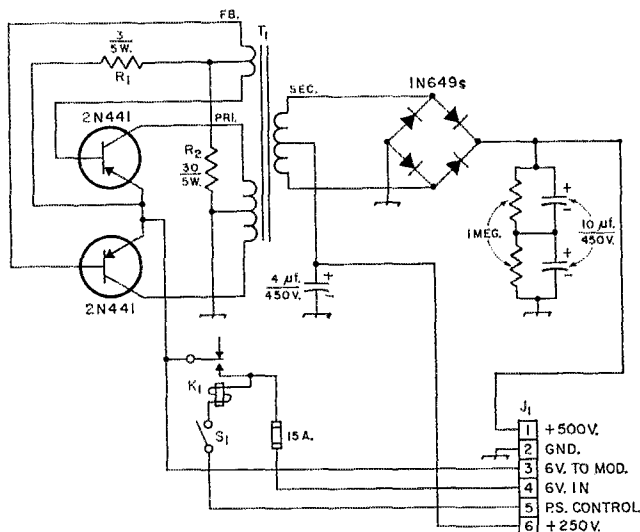 FB.
T1
3
5W.
R1
SEC.
1N649s
2N441
PRI.
R2
30
5W.
+
-
1 MEG.
+
-
10 µf.
450V.
2N441
4 µf.
450V.
+
K1
S1
15A.
J1
1 +500V.
2 GND.
3 6V. TO MOD.
4 6V. IN
5 P.S. CONTROL
6 +250V.